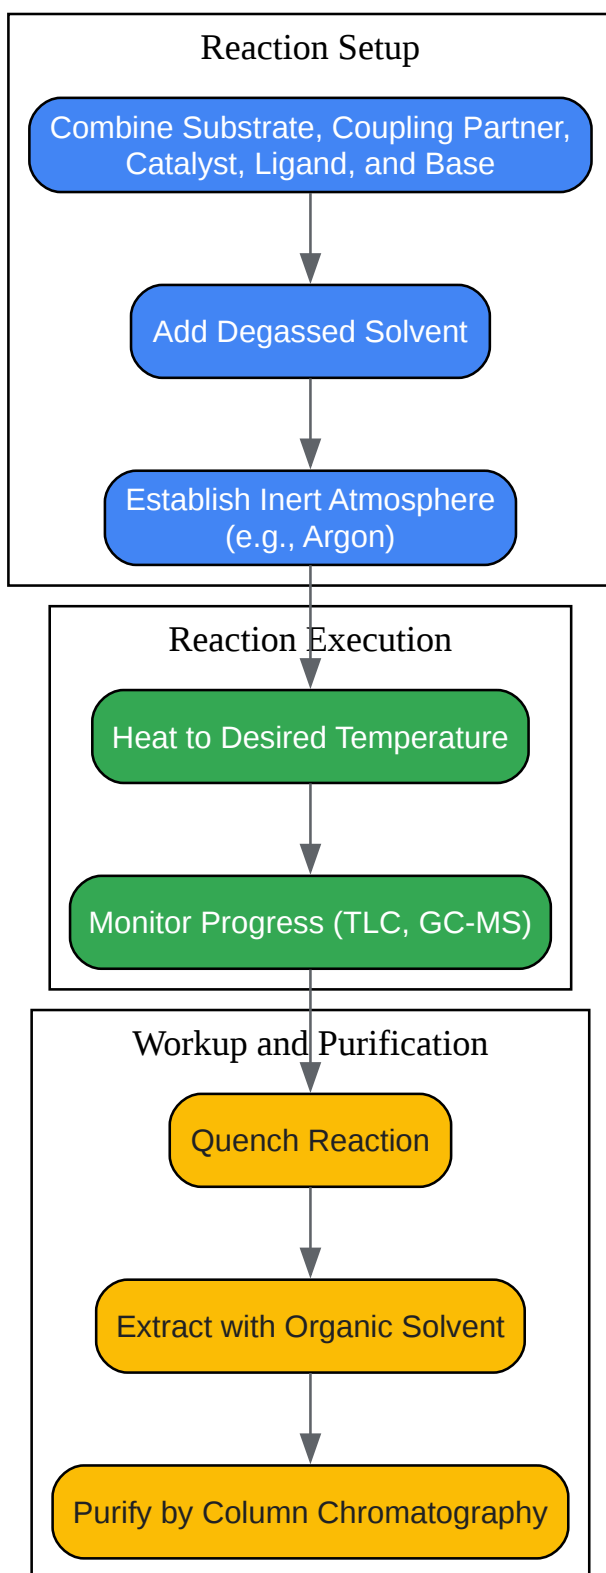 Reaction Setup
Combine Substrate, Coupling Partner,
Catalyst, Ligand, and Base
Add Degassed Solvent
Establish Inert Atmosphere
(e.g., Argon)
Reaction Execution
Heat to Desired Temperature
Monitor Progress (TLC, GC-MS)
Workup and Purification
Quench Reaction
Extract with Organic Solvent
Purify by Column Chromatography